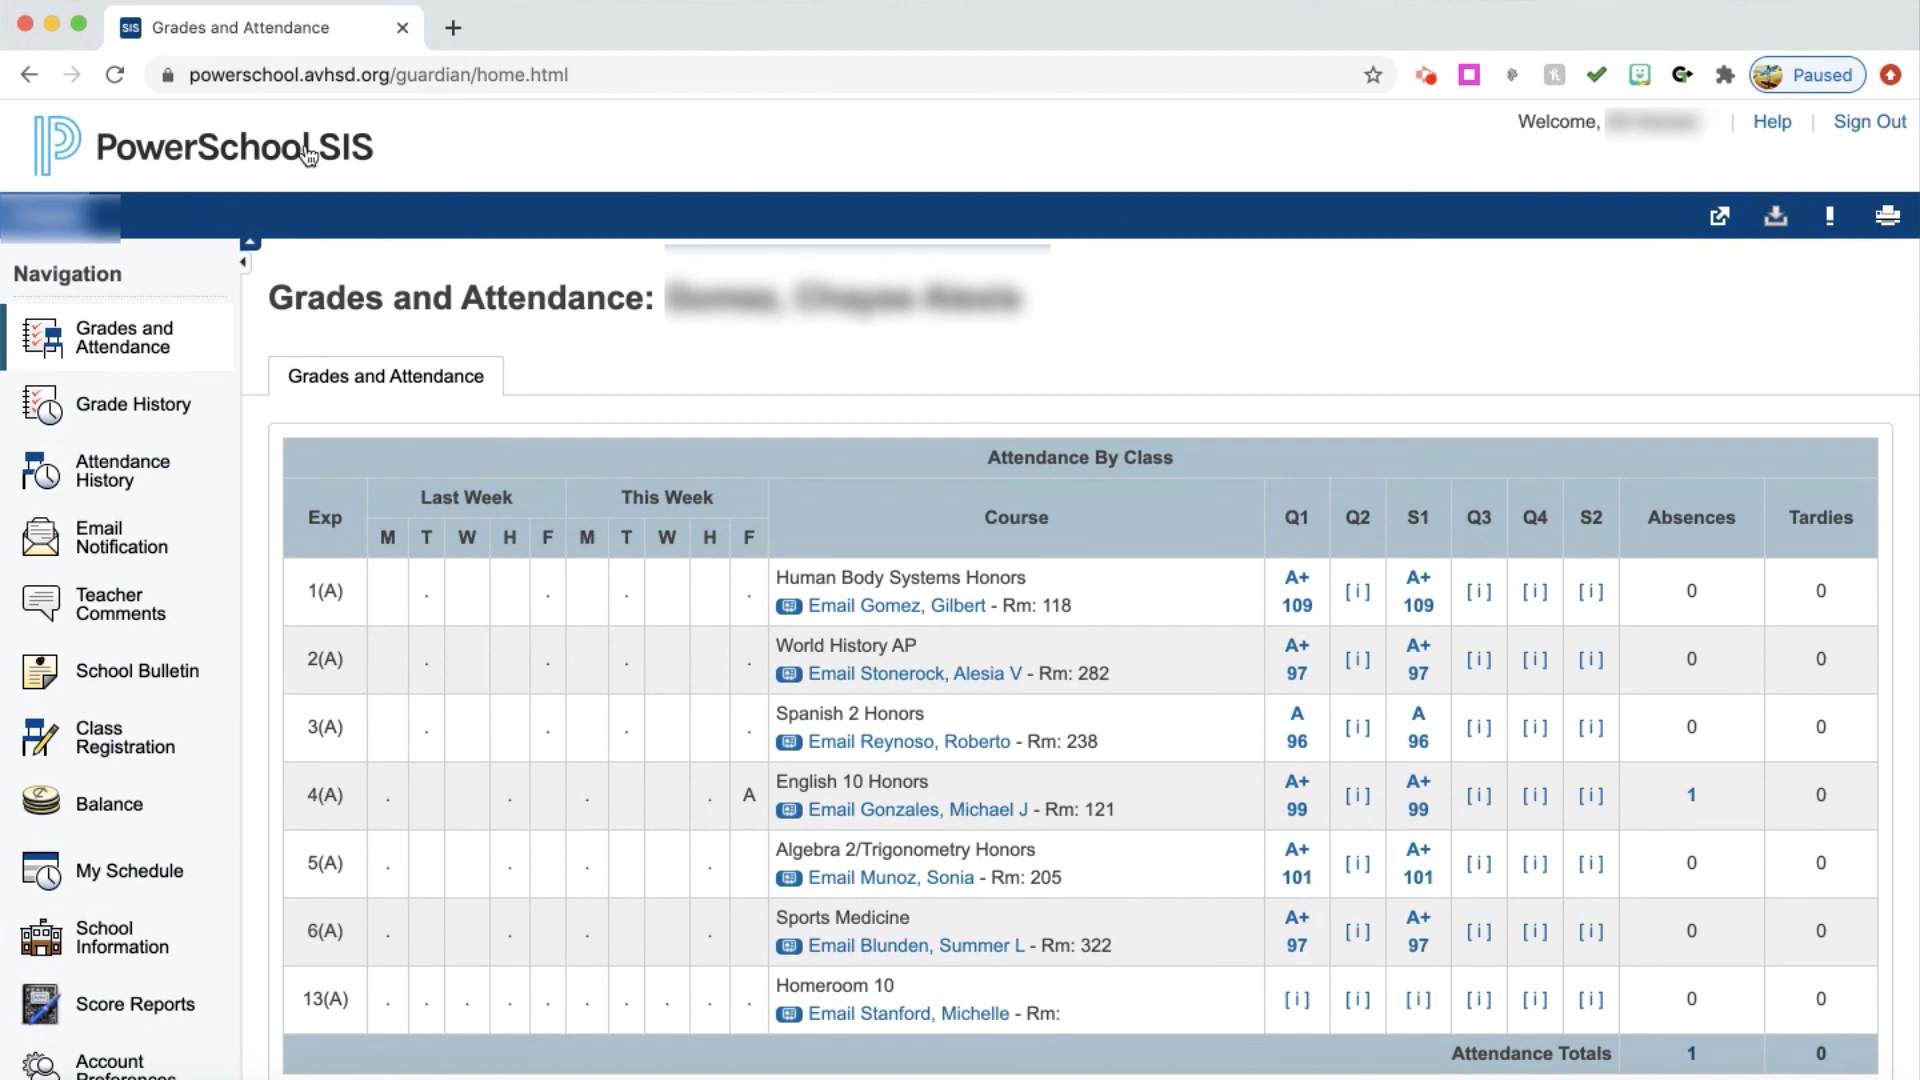 SIS Grades and Attendance
powerschool.avhsd.org/guardian/home.html
Paused
PowerSchool SIS
Welcome,
Help
Sign Out
Navigation
Grades and
Attendance
Grade History
Attendance
History
Email
Notification
Teacher
Comments
School Bulletin
Class
Registration
Balance
My Schedule
School
Information
Score Reports
Account
Preferences
Grades and Attendance:
Grades and Attendance
Attendance By Class
Exp Last Week This Week Course Q1 Q2 S1 Q3 Q4 S2 Absences Tardies
M T W H F M T W H F
1(A) . . . . Human Body Systems Honors A+ [ i ] A+ [ i ] [ i ] [ i ] 0 0
Email Gomez, Gilbert - Rm: 118 109 109
2(A) . . . . World History AP A+ [ i ] A+ [ i ] [ i ] [ i ] 0 0
Email Stonerock, Alesia V - Rm: 282 97 97
3(A) . . . . Spanish 2 Honors A [ i ] A [ i ] [ i ] [ i ] 0 0
Email Reynoso, Roberto - Rm: 238 96 96
4(A) . . . . A English 10 Honors A+ [ i ] A+ [ i ] [ i ] [ i ] 1 0
Email Gonzales, Michael J - Rm: 121 99 99
5(A) . . . . Algebra 2/Trigonometry Honors A+ [ i ] A+ [ i ] [ i ] [ i ] 0 0
Email Munoz, Sonia - Rm: 205 101 101
6(A) . . . . Sports Medicine A+ [ i ] A+ [ i ] [ i ] [ i ] 0 0
Email Blunden, Summer L - Rm: 322 97 97
13(A) . . . . . . . . . . Homeroom 10 [ i ] [ i ] [ i ] [ i ] [ i ] [ i ] 0 0
Email Stanford, Michelle - Rm:
Attendance Totals 1 0